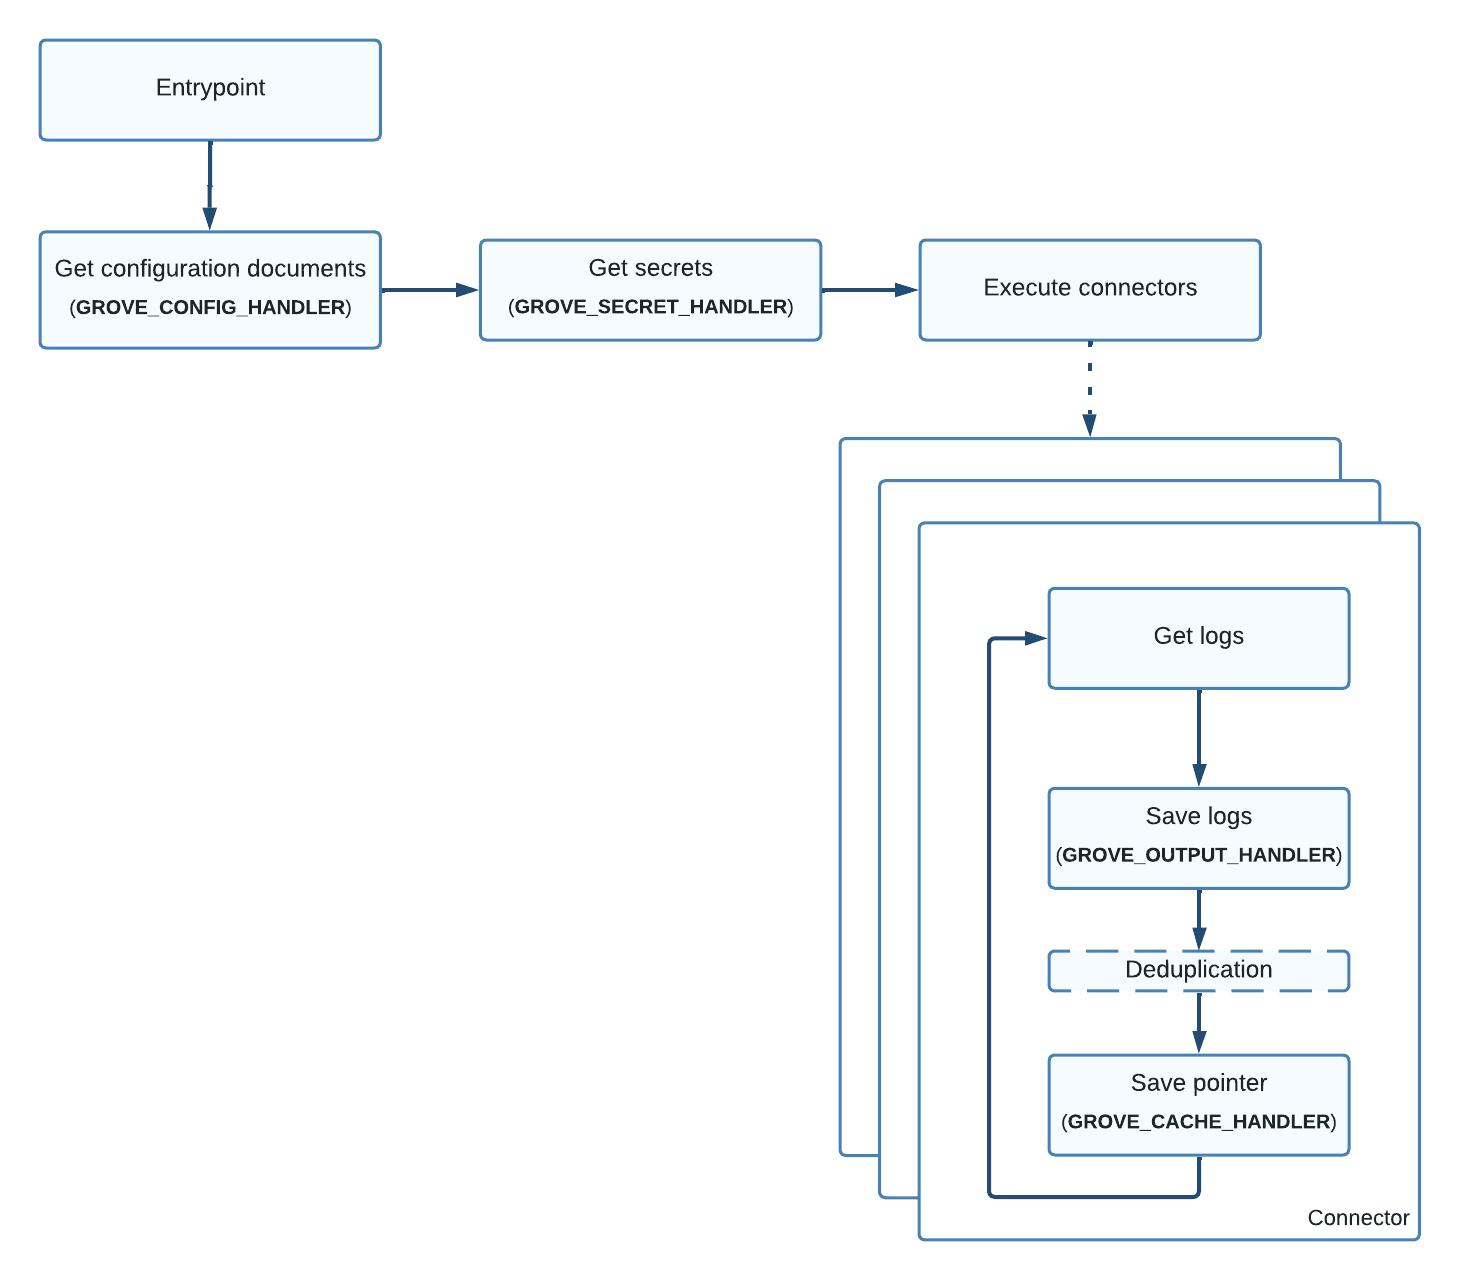 Entrypoint
Get configuration documents
(GROVE_CONFIG_HANDLER)
Get secrets
(GROVE_SECRET_HANDLER)
Execute connectors
Get logs
Save logs
(GROVE_OUTPUT_HANDLER)
Deduplication
Save pointer
(GROVE_CACHE_HANDLER)
Connector